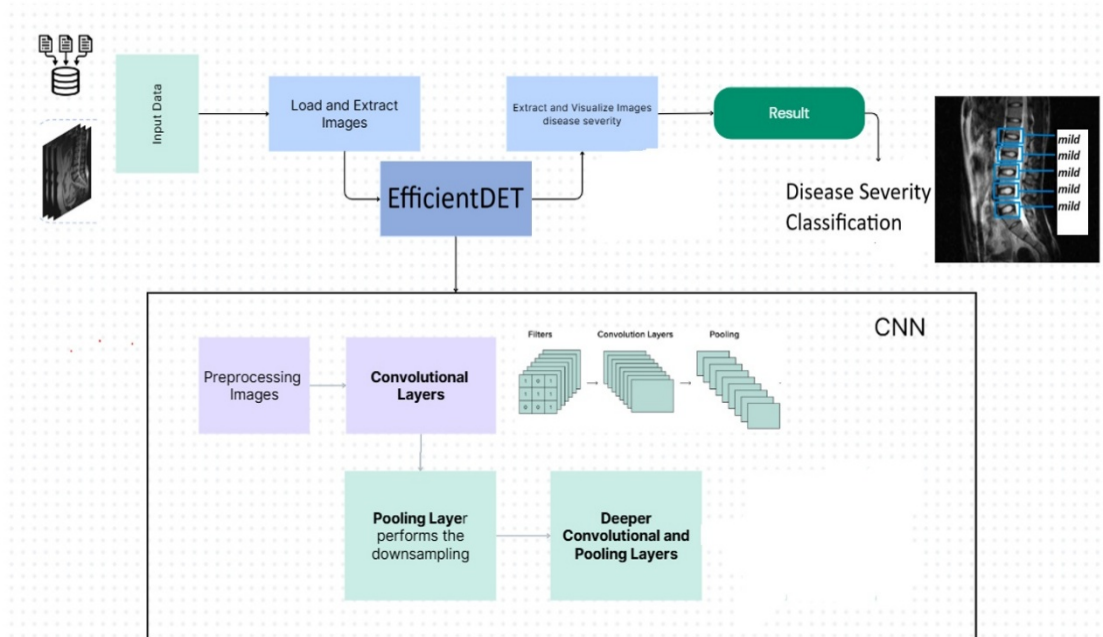 Input Data
Load and Extract
Images
Extract and Visualize Images
disease severity
Result
EfficientDET
Disease Severity
Classification
mild
mild
mild
mild
mild
CNN
Preprocessing
Images
Convolutional
Layers
Filters
Convolution Layers
Pooling
Pooling Layer
performs the
downsampling
Deeper
Convolutional and
Pooling Layers